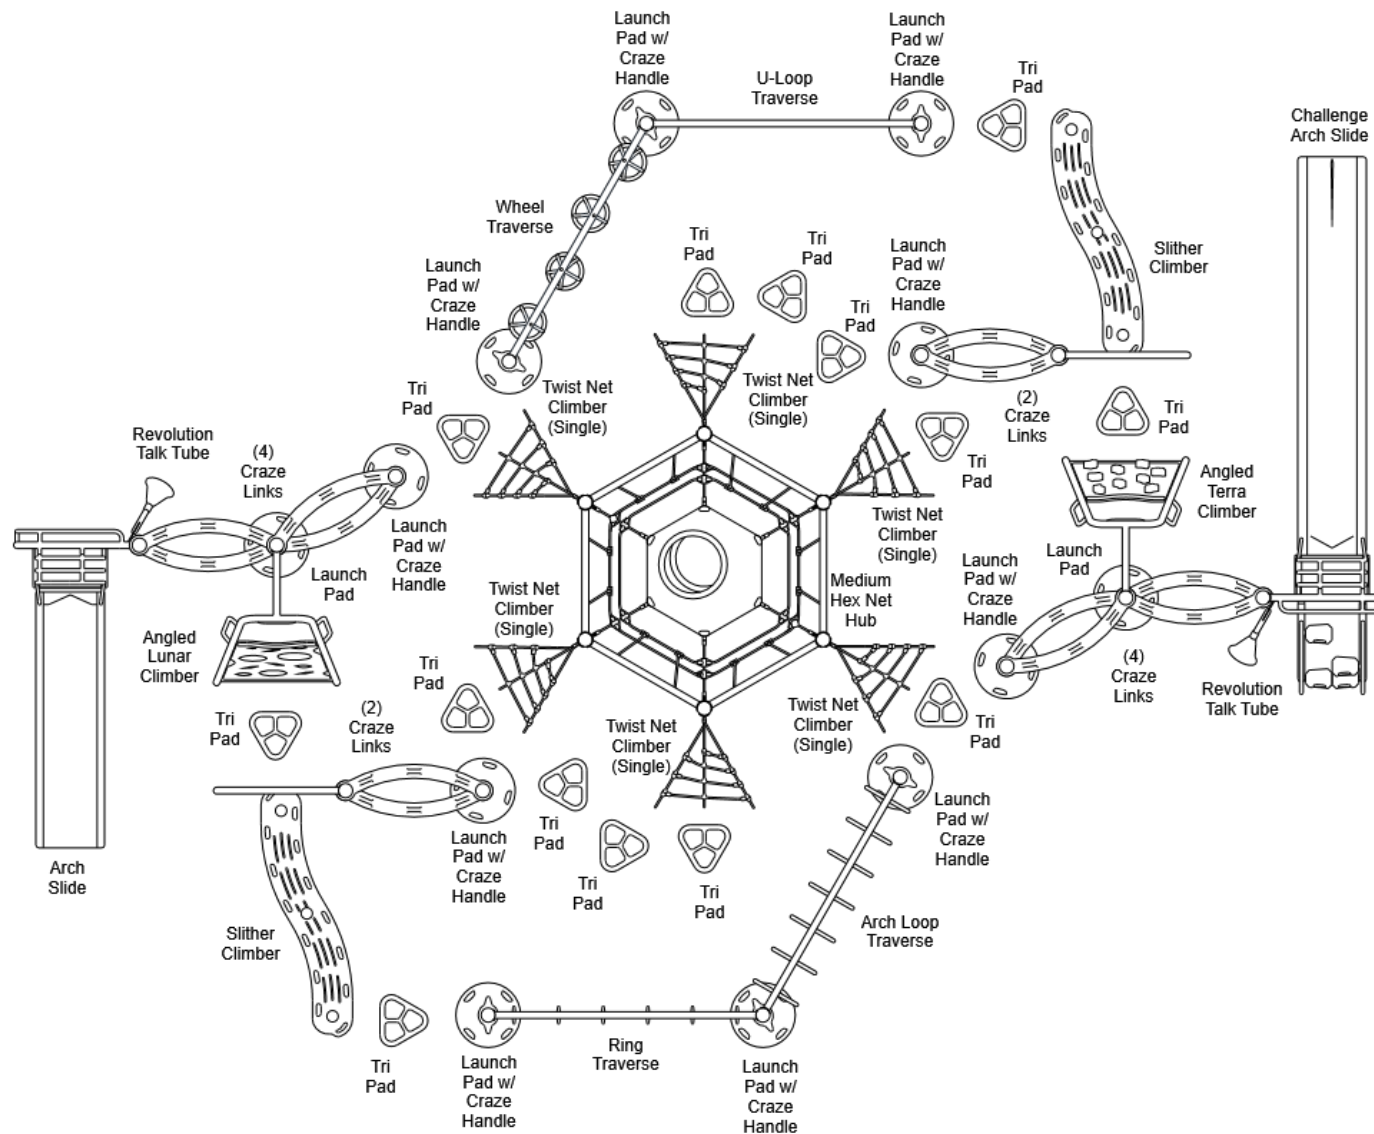 Launch
Pad w/
Craze
Handle
Launch
Pad w/
Craze
Handle
U-Loop
Traverse
Tri
Pad
Challenge
Arch Slide
Wheel
Traverse
Tri
Pad
Tri
Pad
Launch
Pad w/
Craze
Handle
Slither
Climber
Launch
Pad w/
Craze
Handle
Tri
Pad
Tri
Pad
Twist Net
Climber
(Single)
Twist Net
Climber
(Single)
(2)
Craze
Links
Tri
Pad
Revolution
Talk Tube
(4)
Craze
Links
Tri
Pad
Angled
Terra
Climber
Launch
Pad w/
Craze
Handle
Launch
Pad
Twist Net
Climber
(Single)
Launch
Pad w/
Craze
Handle
Launch
Pad
Twist Net
Climber
(Single)
Medium
Hex Net
Hub
Angled
Lunar
Climber
(4)
Craze
Links
Revolution
Talk Tube
Tri
Pad
Tri
Pad
(2)
Craze
Links
Twist Net
Climber
(Single)
Twist Net
Climber
(Single)
Tri
Pad
Launch
Pad w/
Craze
Handle
Launch
Pad w/
Craze
Handle
Tri
Pad
Tri
Pad
Tri
Pad
Arch
Slide
Slither
Climber
Arch Loop
Traverse
Tri
Pad
Ring
Traverse
Launch
Pad w/
Craze
Handle
Launch
Pad w/
Craze
Handle